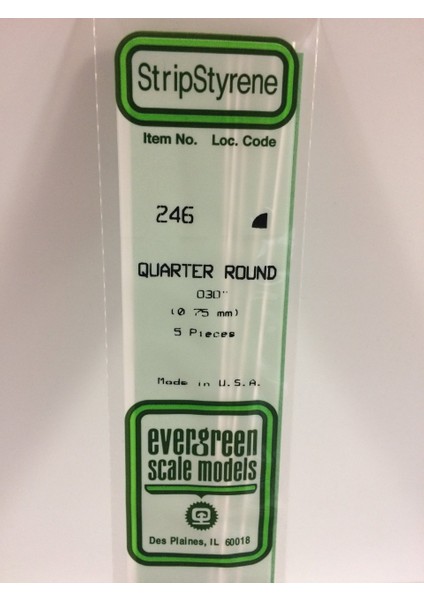 StripStyrene
Item No. Loc. Code
246
QUARTER ROUND
.030"
(0.75 mm)
5 Pieces
Made in U.S.A.
evergreen
scale models
Des Plaines, IL 60018